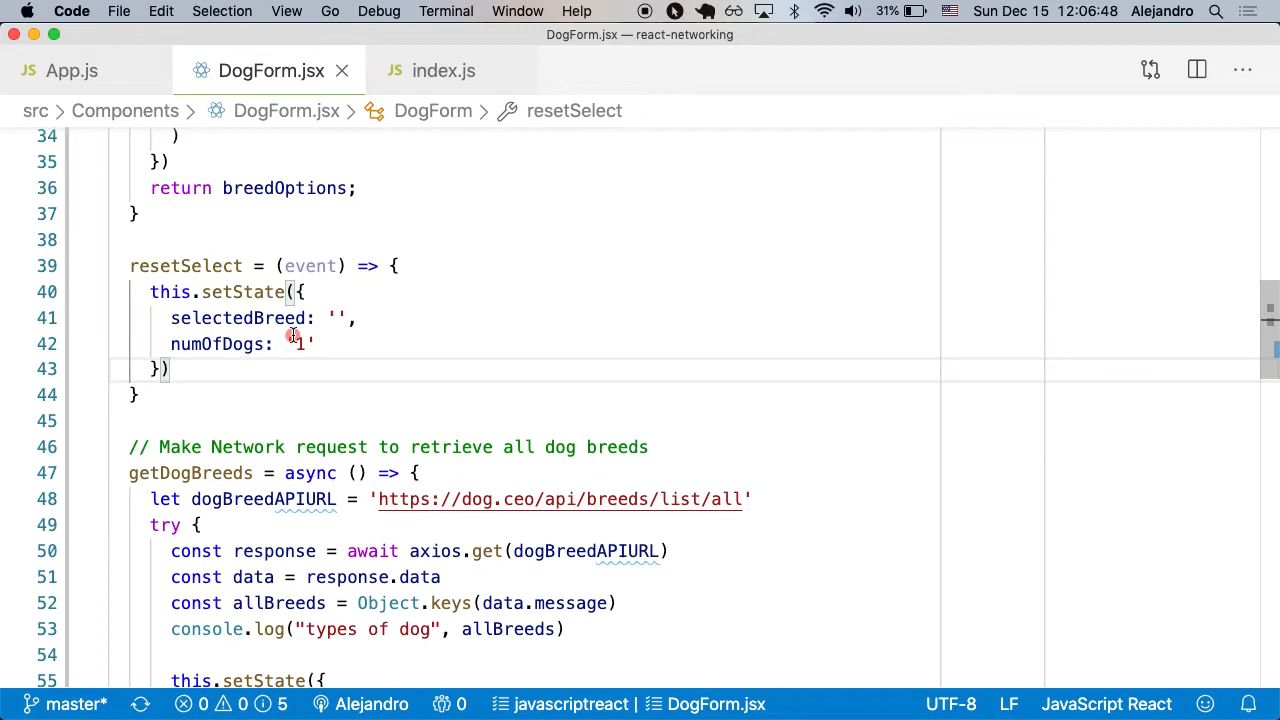 Code File Edit Selection View Go Debug Terminal Window Help 31% Sun Dec 15 12:06:48 Alejandro
DogForm.jsx — react-networking
JS App.js DogForm.jsx JS index.js
src > Components > DogForm.jsx > DogForm > resetSelect
34 )
35 })
36 return breedOptions;
37 }
38
39 resetSelect = (event) => {
40 this.setState({
41 selectedBreed: '',
42 numOfDogs: '1'
43 })
44 }
45
46 // Make Network request to retrieve all dog breeds
47 getDogBreeds = async () => {
48 let dogBreedAPIURL = 'https://dog.ceo/api/breeds/list/all'
49 try {
50 const response = await axios.get(dogBreedAPIURL)
51 const data = response.data
52 const allBreeds = Object.keys(data.message)
53 console.log("types of dog", allBreeds)
54
55 this.setState({
master* 0 0 5 Alejandro 0 javascriptreact | DogForm.jsx UTF-8 LF JavaScript React